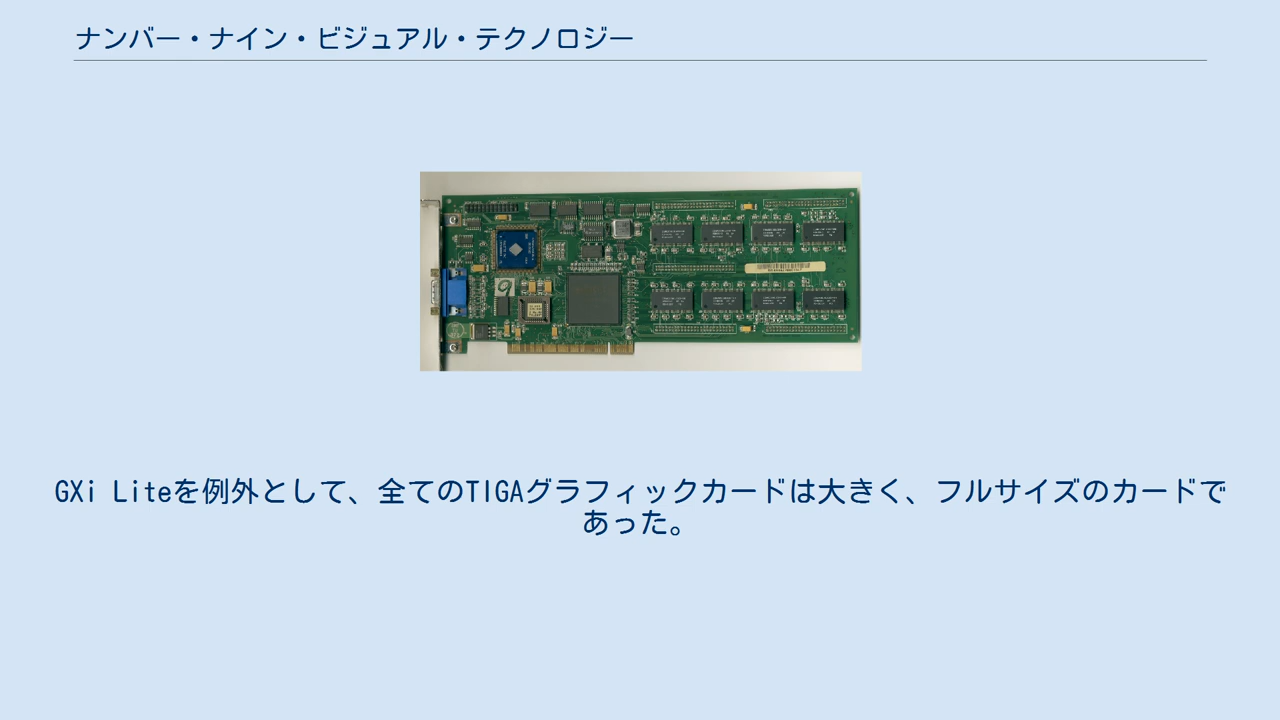 ナンバー・ナイン・ビジュアル・テクノロジー
GXi Liteを例外として、全てのTIGAグラフィックカードは大きく、フルサイズのカードで
あった。